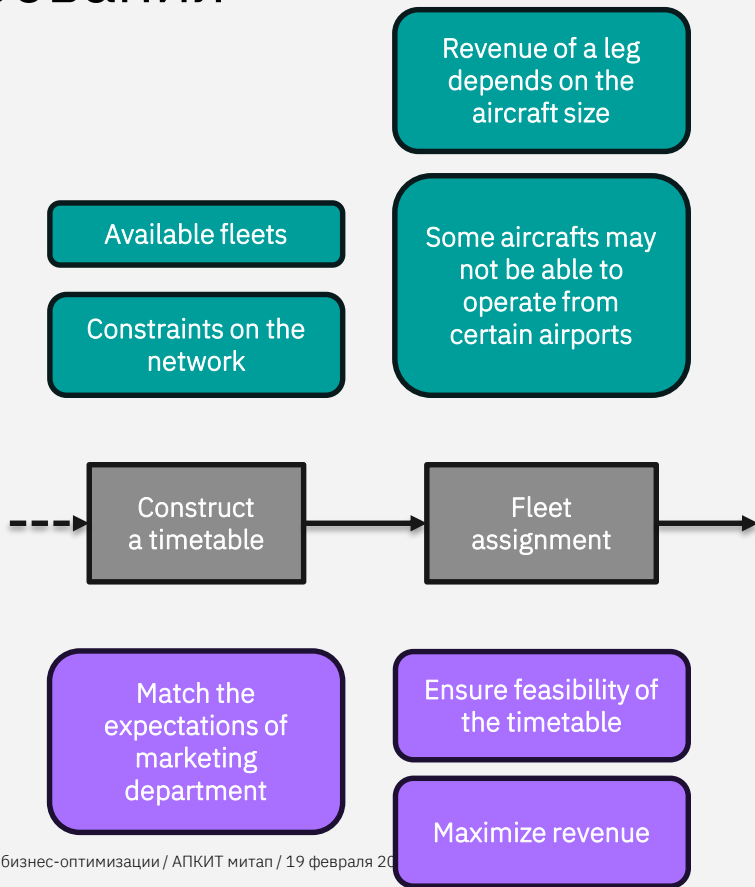 Revenue of a leg
depends on the
aircraft size
Available fleets
Some aircrafts may
not be able to
operate from
certain airports
Constraints on the
network
Construct
a timetable
Fleet
assignment
Match the
expectations of
marketing
department
Ensure feasibility of
the timetable
Maximize revenue
бизнес-оптимизации / АПКИТ митап / 19 февраля 20